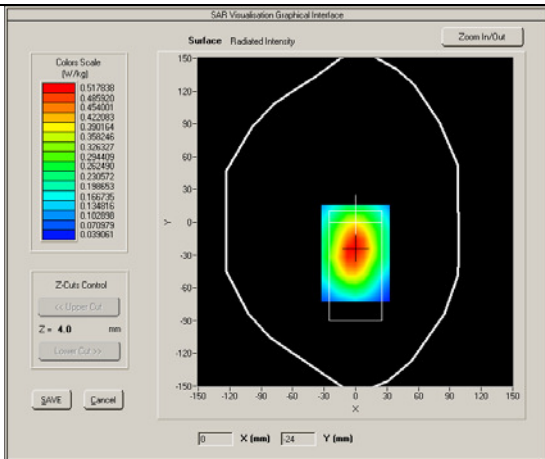 SAR Visualisation Graphical Interface
Surface Radiated Intensity
Zoom In/Out
Colors Scale
(W/kg)
0.517838
0.485920
0.454001
0.422083
0.390164
0.358246
0.326327
0.294409
0.262490
0.230572
0.198653
0.166735
0.134816
0.102898
0.070979
0.039061
150
120
90
60
30
0
-30
-60
-90
-120
-150
Y
-150 -120 -90 -60 -30 0 30 60 90 120 150
X
Z-Cuts Control
<< Upper Cut
Z = 4.0 mm
Lower Cut >>
SAVE Cancel
0 X (mm) -24 Y (mm)